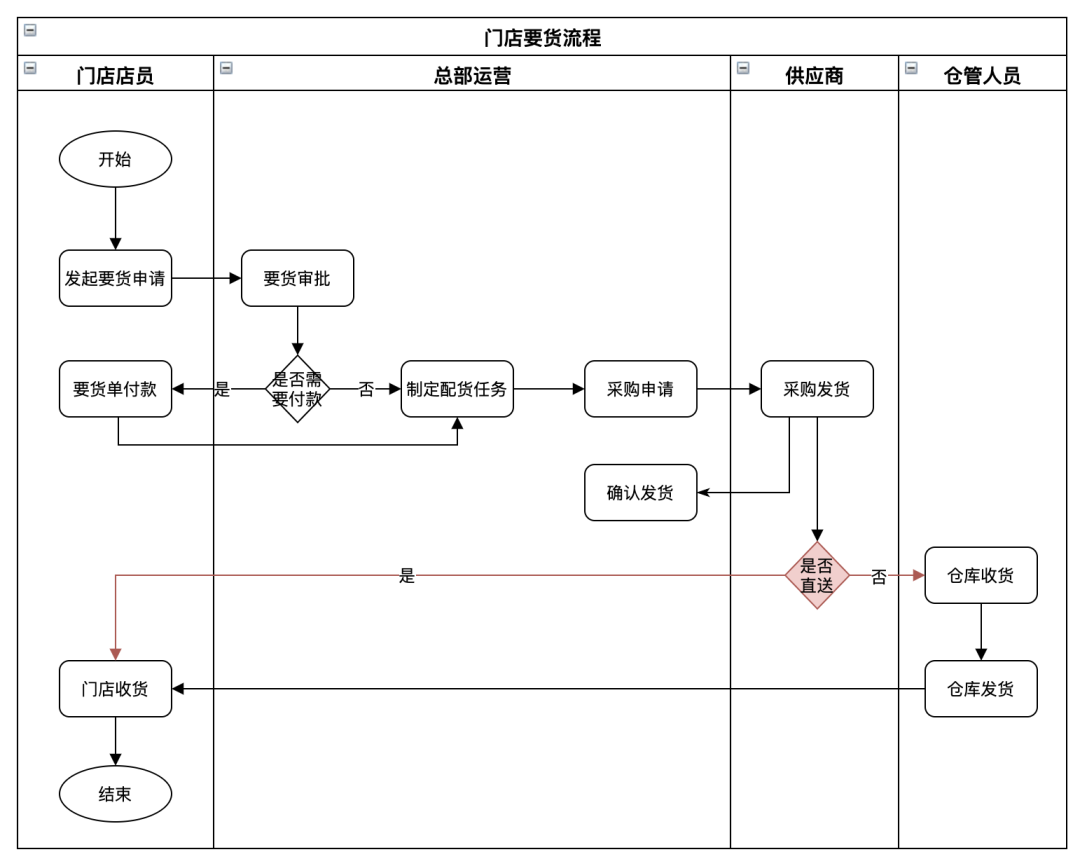 门店要货流程
门店店员
总部运营
供应商
仓管人员
开始
发起要货申请
要货审批
要货单付款
是
是否需
要付款
否
制定配货任务
采购申请
采购发货
确认发货
是
是否
直送
否
仓库收货
门店收货
仓库发货
结束